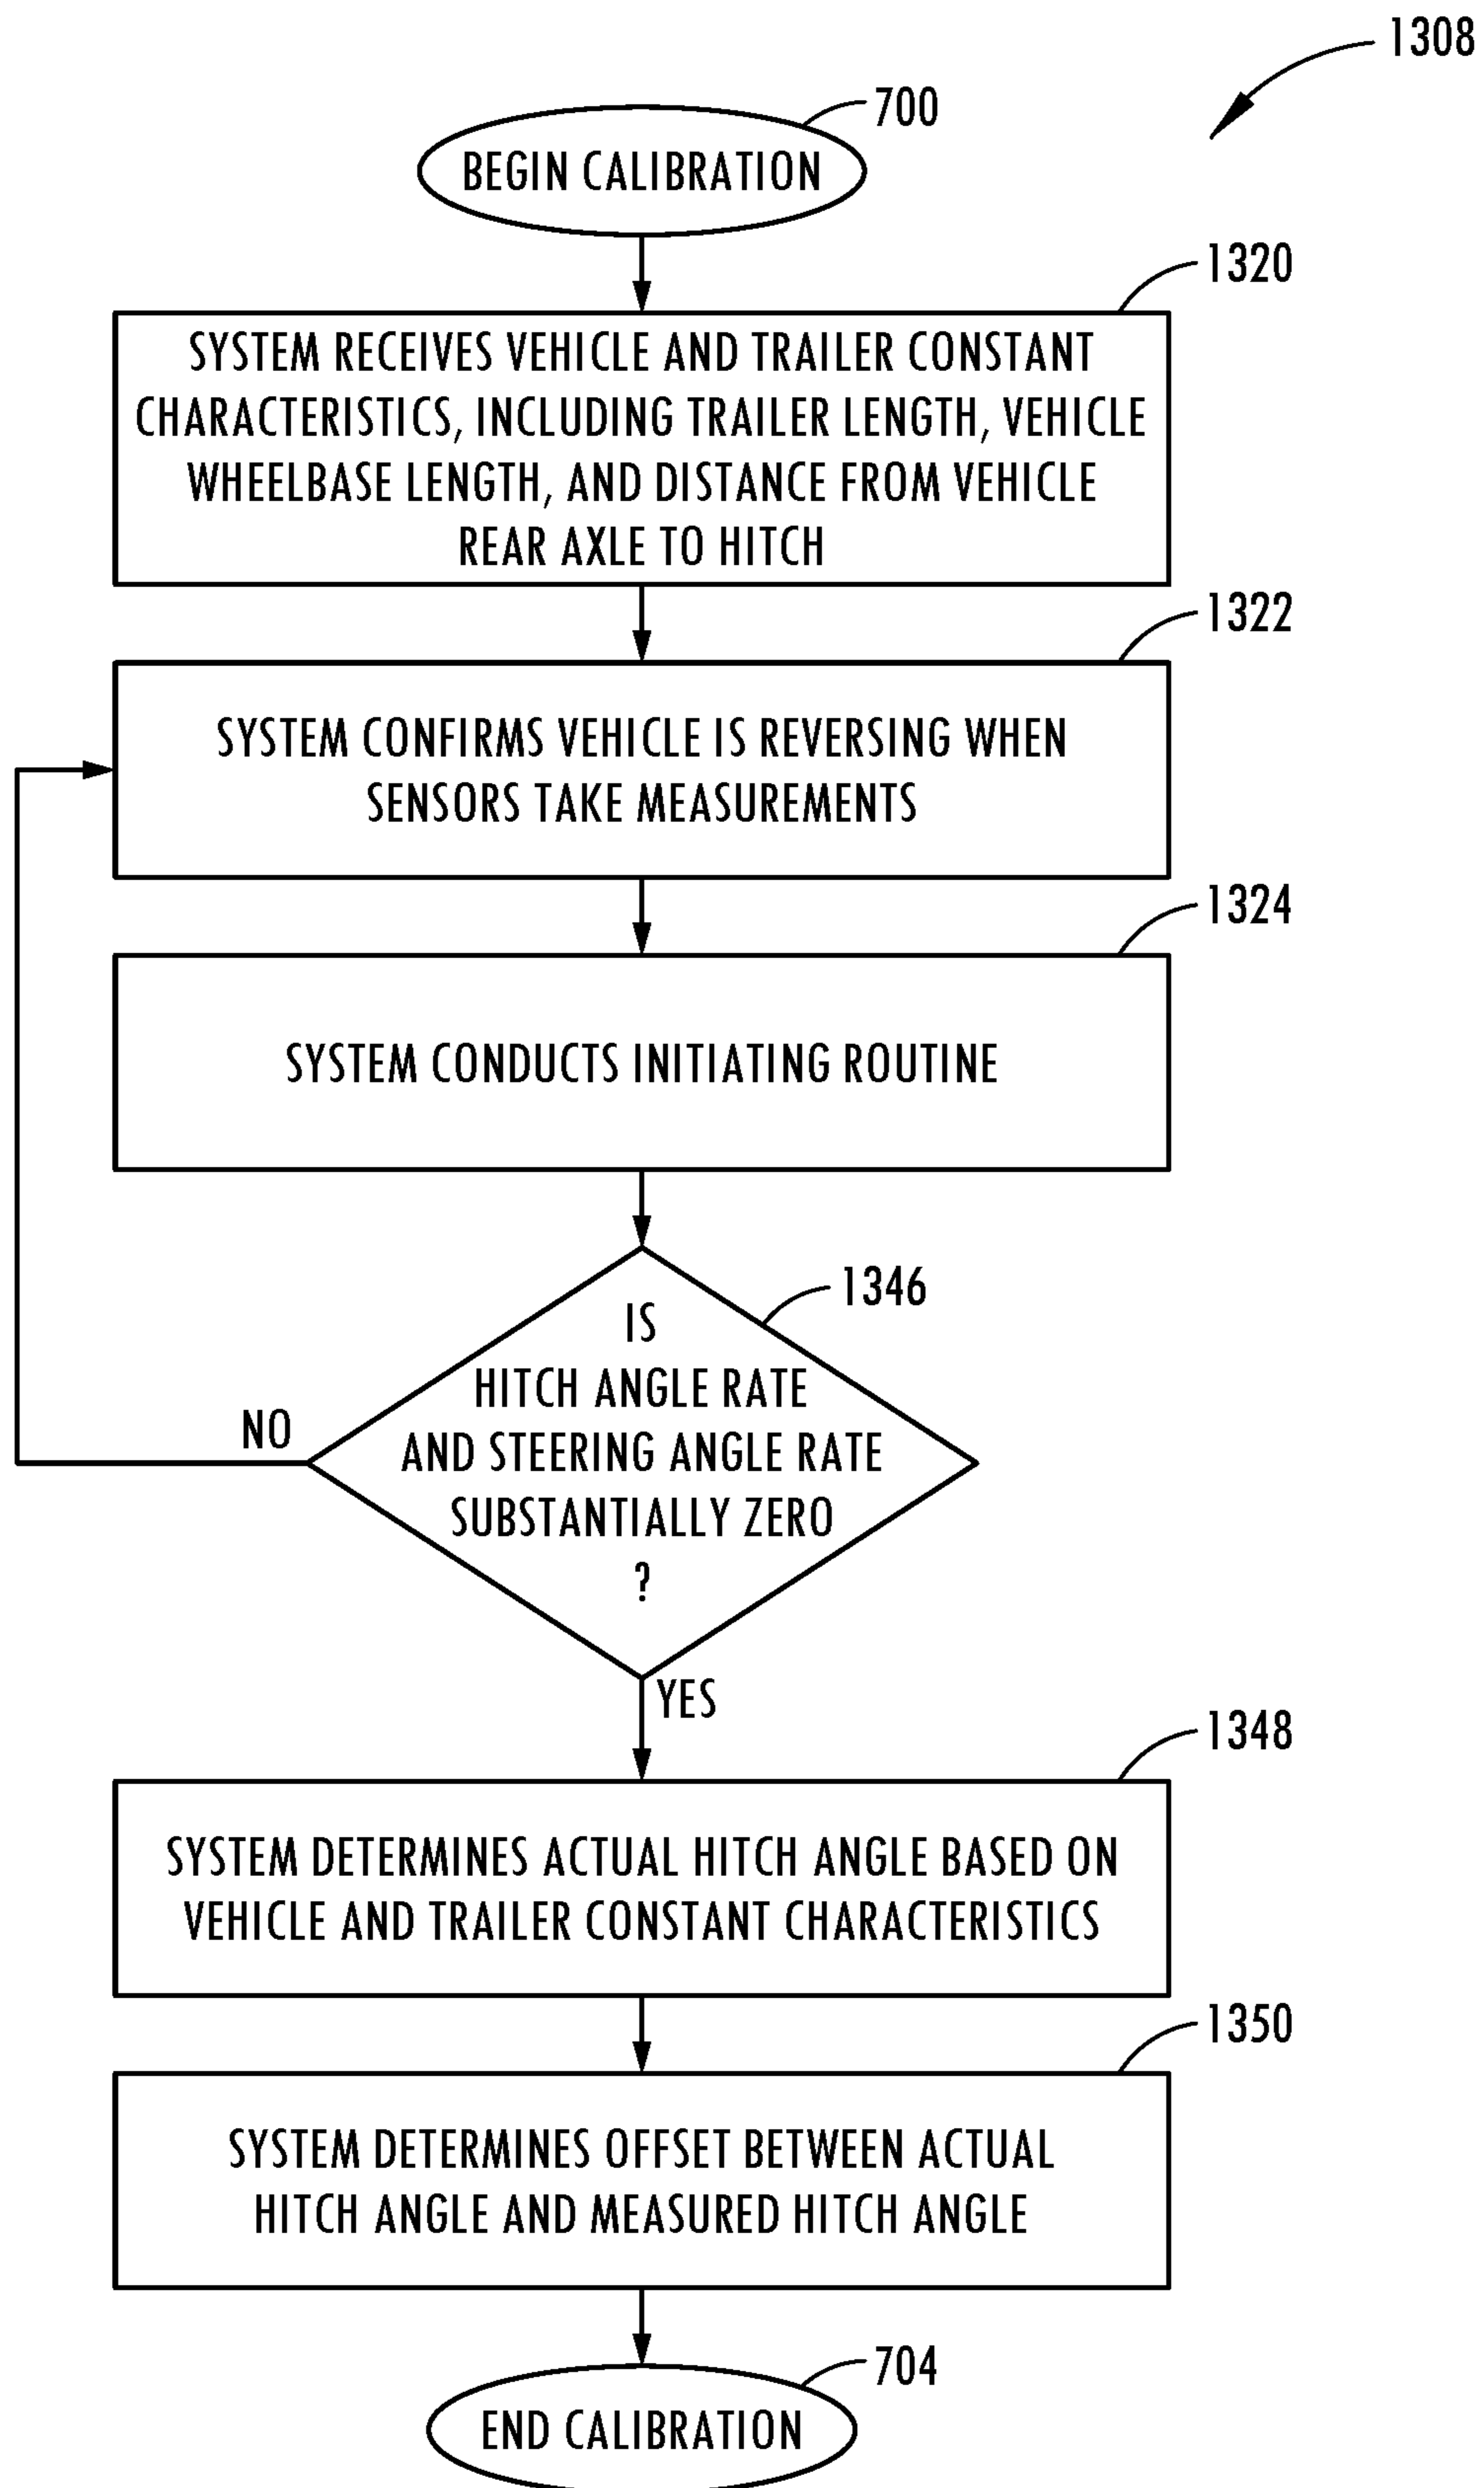 1308
700
BEGIN CALIBRATION
1320
SYSTEM RECEIVES VEHICLE AND TRAILER CONSTANT
CHARACTERISTICS, INCLUDING TRAILER LENGTH, VEHICLE
WHEELBASE LENGTH, AND DISTANCE FROM VEHICLE
REAR AXLE TO HITCH
1322
SYSTEM CONFIRMS VEHICLE IS REVERSING WHEN
SENSORS TAKE MEASUREMENTS
1324
SYSTEM CONDUCTS INITIATING ROUTINE
1346
IS
HITCH ANGLE RATE
AND STEERING ANGLE RATE
SUBSTANTIALLY ZERO
?
NO
YES
1348
SYSTEM DETERMINES ACTUAL HITCH ANGLE BASED ON
VEHICLE AND TRAILER CONSTANT CHARACTERISTICS
1350
SYSTEM DETERMINES OFFSET BETWEEN ACTUAL
HITCH ANGLE AND MEASURED HITCH ANGLE
704
END CALIBRATION